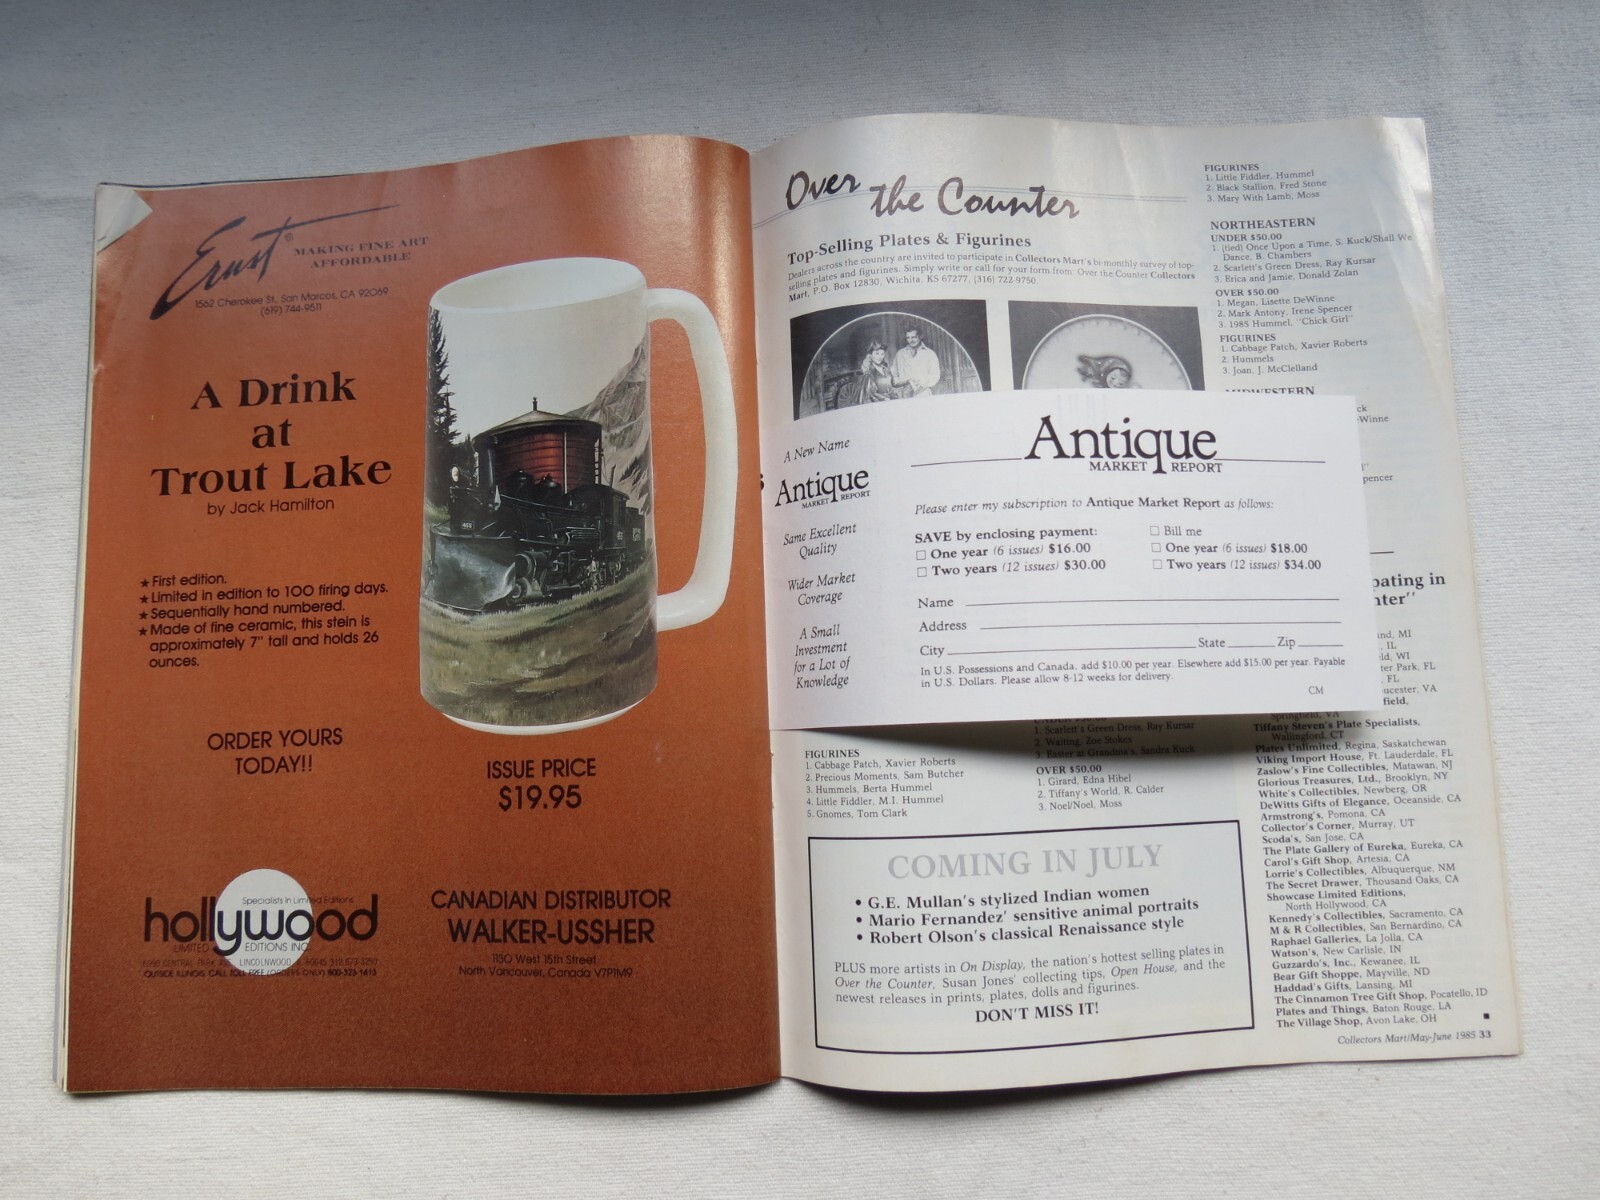 Ernst®
MAKING FINE ART
AFFORDABLE
1562 Cherokee St., San Marcos, CA 92069
(619) 744-9511
A Drink
at
Trout Lake
by Jack Hamilton
★ First edition.
★ Limited in edition to 100 firing days.
★ Sequentially hand numbered.
★ Made of fine ceramic, this stein is
approximately 7" tall and holds 26
ounces.
ORDER YOURS
TODAY!!
ISSUE PRICE
$19.95
Specialists in Limited Editions
hollywood
LIMITED EDITIONS INC.
OUTSIDE ILLINOIS CALL TOLL FREE (ORDERS ONLY) 800-323-1413
CANADIAN DISTRIBUTOR
WALKER-USSHER
1130 West 15th Street
North Vancouver, Canada V7P1M9
Over the Counter
Top-Selling Plates & Figurines
Dealers across the country are invited to participate in Collectors Mart's bi-monthly survey of top-
selling plates and figurines. Simply write or call for your form from: Over the Counter Collectors
Mart, P.O. Box 12830, Wichita, KS 67277, (316) 722-9750.
FIGURINES
1. Little Fiddler, Hummel
2. Black Stallion, Fred Stone
3. Mary With Lamb, Moss
NORTHEASTERN
UNDER $50.00
1. (tied) Once Upon a Time, S. Kuck/Shall We
Dance, B. Chambers
2. Scarlett's Green Dress, Ray Kursar
3. Erica and Jamie, Donald Zolan
OVER $50.00
1. Megan, Lisette DeWinne
2. Mark Antony, Irene Spencer
3. 1985 Hummel, "Chick Girl"
FIGURINES
1. Cabbage Patch, Xavier Roberts
2. Hummels
3. Joan, J. McClelland
MIDWESTERN
A New Name
Antique
MARKET REPORT
Same Excellent
Quality
Wider Market
Coverage
A Small
Investment
for a Lot of
Knowledge
Antique
MARKET REPORT
Please enter my subscription to Antique Market Report as follows:
SAVE by enclosing payment:
☐ One year (6 issues) $16.00
☐ Two years (12 issues) $30.00
☐ Bill me
☐ One year (6 issues) $18.00
☐ Two years (12 issues) $34.00
Name
Address
City State Zip
In U.S. Possessions and Canada, add $10.00 per year. Elsewhere add $15.00 per year. Payable
in U.S. Dollars. Please allow 8-12 weeks for delivery.
CM
FIGURINES
1. Cabbage Patch, Xavier Roberts
2. Precious Moments, Sam Butcher
3. Hummels, Berta Hummel
4. Little Fiddler, M.I. Hummel
5. Gnomes, Tom Clark
UNDER $50.00
1. Scarlett's Green Dress, Ray Kursar
2. Waiting, Zoe Stokes
3. Easter at Grandma's, Sandra Kuck
OVER $50.00
1. Girard, Edna Hibel
2. Tiffany's World, R. Calder
3. Noel/Noel, Moss
COMING IN JULY
• G.E. Mullan's stylized Indian women
• Mario Fernandez' sensitive animal portraits
• Robert Olson's classical Renaissance style
PLUS more artists in On Display, the nation's hottest selling plates in
Over the Counter, Susan Jones' collecting tips, Open House, and the
newest releases in prints, plates, dolls and figurines.
DON'T MISS IT!
Springfield, VA
Tiffany Steven's Plate Specialists,
Wallingford, CT
Plates Unlimited, Regina, Saskatchewan
Viking Import House, Ft. Lauderdale, FL
Zaslow's Fine Collectibles, Matawan, NJ
Glorious Treasures, Ltd., Brooklyn, NY
White's Collectibles, Newberg, OR
DeWitts Gifts of Elegance, Oceanside, CA
Armstrong's, Pomona, CA
Collector's Corner, Murray, UT
Scoda's, San Jose, CA
The Plate Gallery of Eureka, Eureka, CA
Carol's Gift Shop, Artesia, CA
Lorrie's Collectibles, Albuquerque, NM
The Secret Drawer, Thousand Oaks, CA
Showcase Limited Editions,
North Hollywood, CA
Kennedy's Collectibles, Sacramento, CA
M & R Collectibles, San Bernardino, CA
Raphael Galleries, La Jolla, CA
Watson's, New Carlisle, IN
Guzzardo's, Inc., Kewanee, IL
Bear Gift Shoppe, Mayville, ND
Haddad's Gifts, Lansing, MI
The Cinnamon Tree Gift Shop, Pocatello, ID
Plates and Things, Baton Rouge, LA
The Village Shop, Avon Lake, OH
Collectors Mart/May-June 1985 33